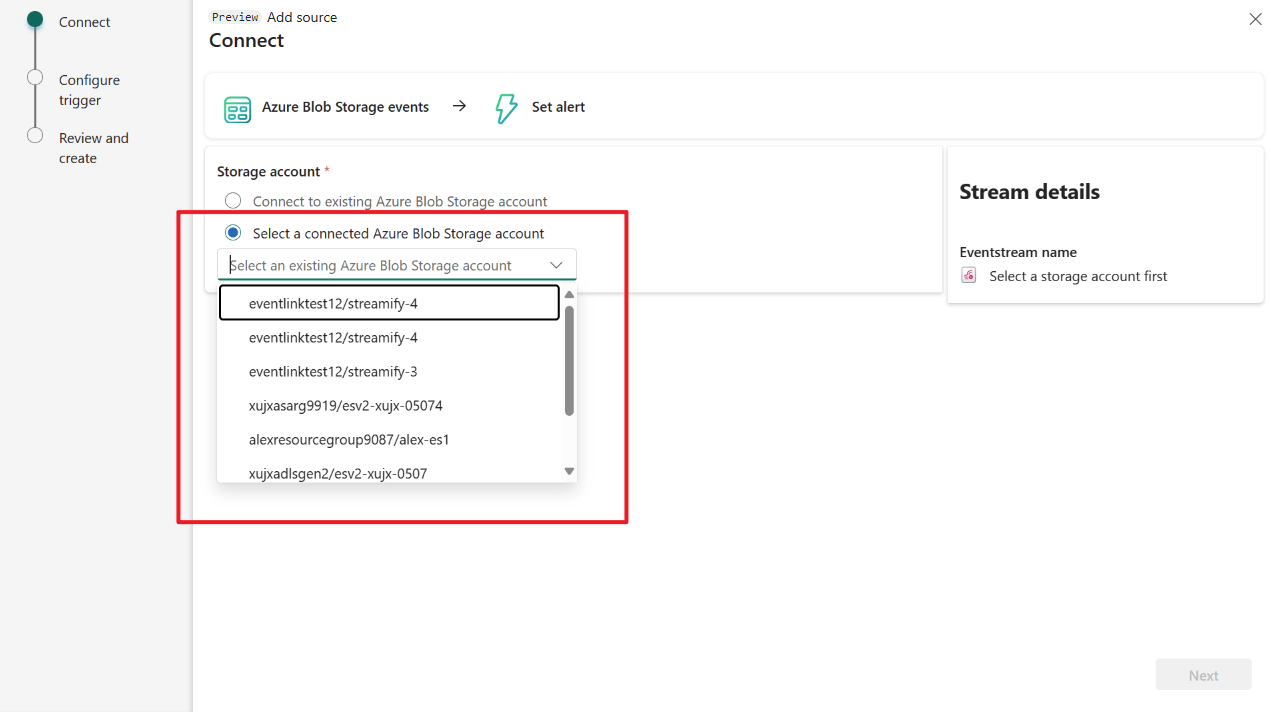 Connect
Configure
trigger
Review and
create
Preview Add source
Connect
Azure Blob Storage events → Set alert
Storage account *
Connect to existing Azure Blob Storage account
Select a connected Azure Blob Storage account
Select an existing Azure Blob Storage account
eventlinktest12/streamify-4
eventlinktest12/streamify-4
eventlinktest12/streamify-3
xujxasarg9919/esv2-xujx-05074
alexresourcegroup9087/alex-es1
xujxadlsgen2/esv2-xujx-0507
Stream details
Eventstream name
Select a storage account first
Next